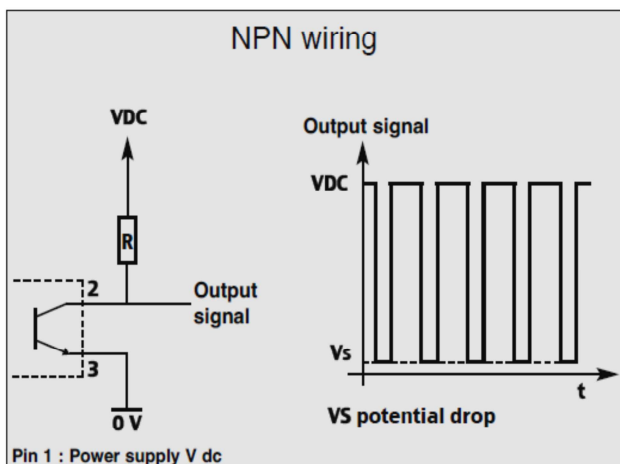 NPN wiring
VDC
R
2
Output
signal
3
0 V
Pin 1 : Power supply V dc
Output signal
VDC
Vs
t
VS potential drop